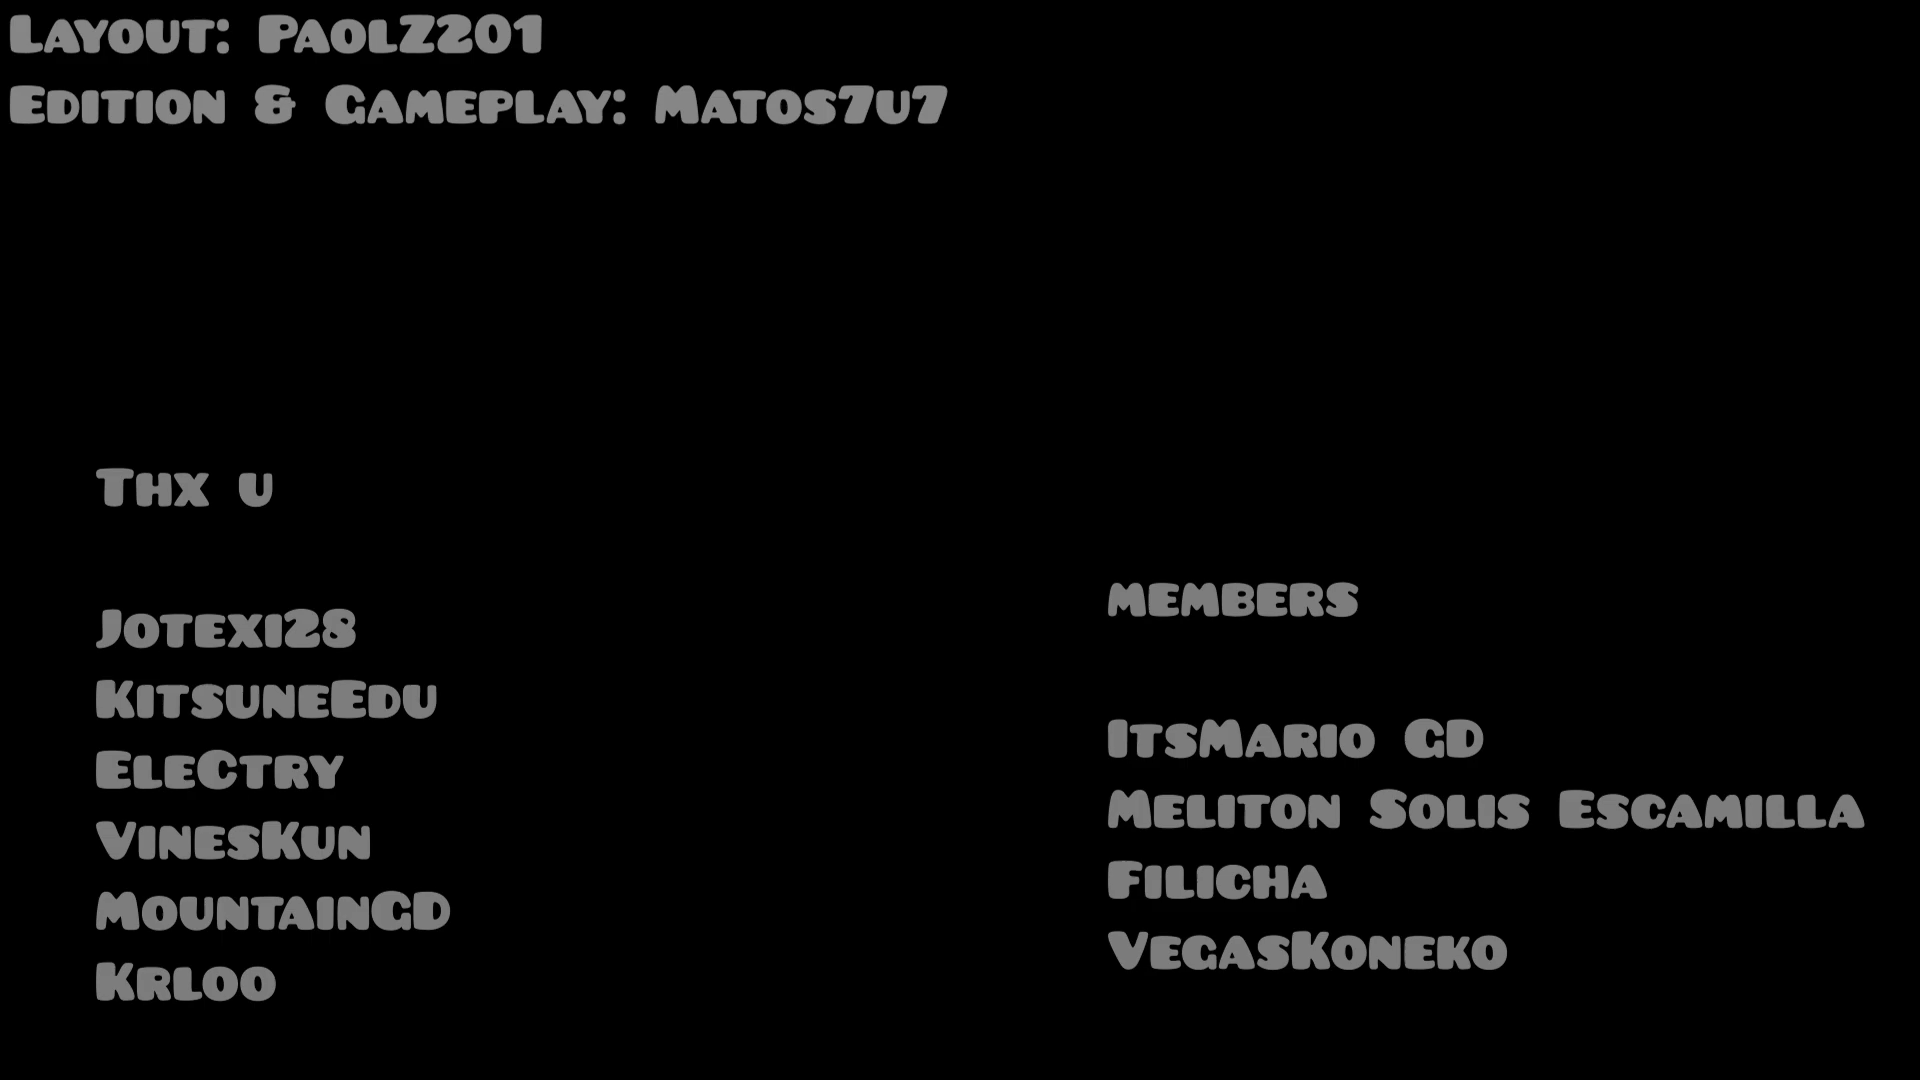 Layout: PaolZ201
Edition & Gameplay: Matos7u7
Thx u
Jotexi28
KitsuneEdu
EleCtry
VinesKun
MountainGD
Krloo
members
ItsMario GD
Meliton Solis Escamilla
Filicha
VegasKoneko